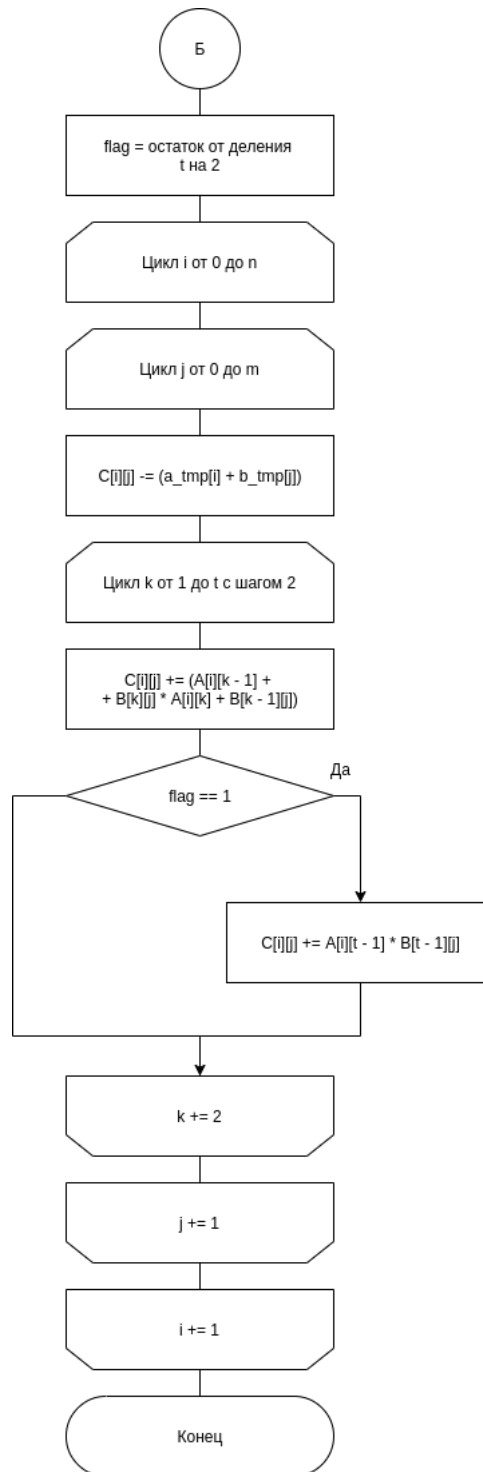 Б
flag = остаток от деления
t на 2
Цикл i от 0 до n
Цикл j от 0 до m
C[i][j] -= (a_tmp[i] + b_tmp[j])
Цикл k от 1 до t с шагом 2
C[i][j] += (A[i][k - 1] +
+ B[k][j] * A[i][k] + B[k - 1][j])
Да
flag == 1
C[i][j] += A[i][t - 1] * B[t - 1][j]
k += 2
j += 1
i += 1
Конец